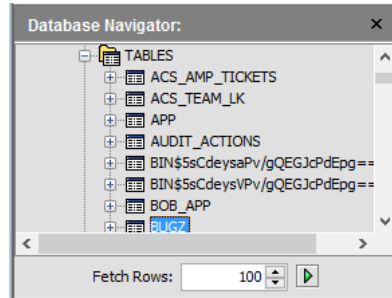 Database Navigator:
TABLES
ACS_AMP_TICKETS
ACS_TEAM_LK
APP
AUDIT_ACTIONS
BIN$5sCdeysaPv/gQEGJcPdEpg==
BIN$5sCdeysVPv/gQEGJcPdEpg==
BOB_APP
BUGZ
Fetch Rows: 100